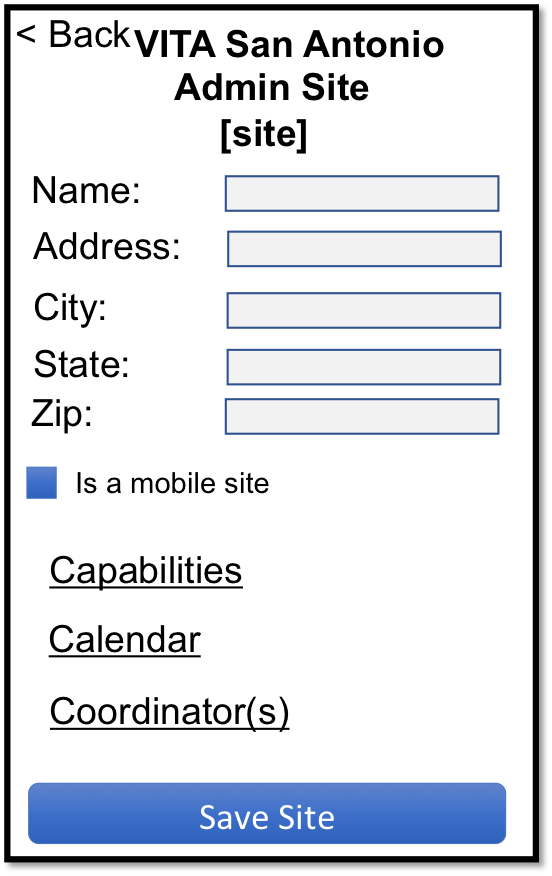 < Back
VITA San Antonio
Admin Site
[site]
Name:
Address:
City:
State:
Zip:
Is a mobile site
Capabilities
Calendar
Coordinator(s)
Save Site